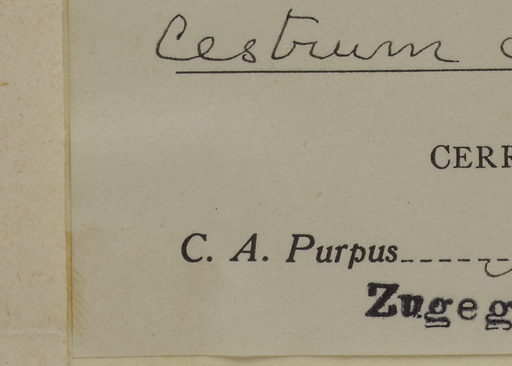 Cestrum
CERR
C. A. Purpus
Zugeg